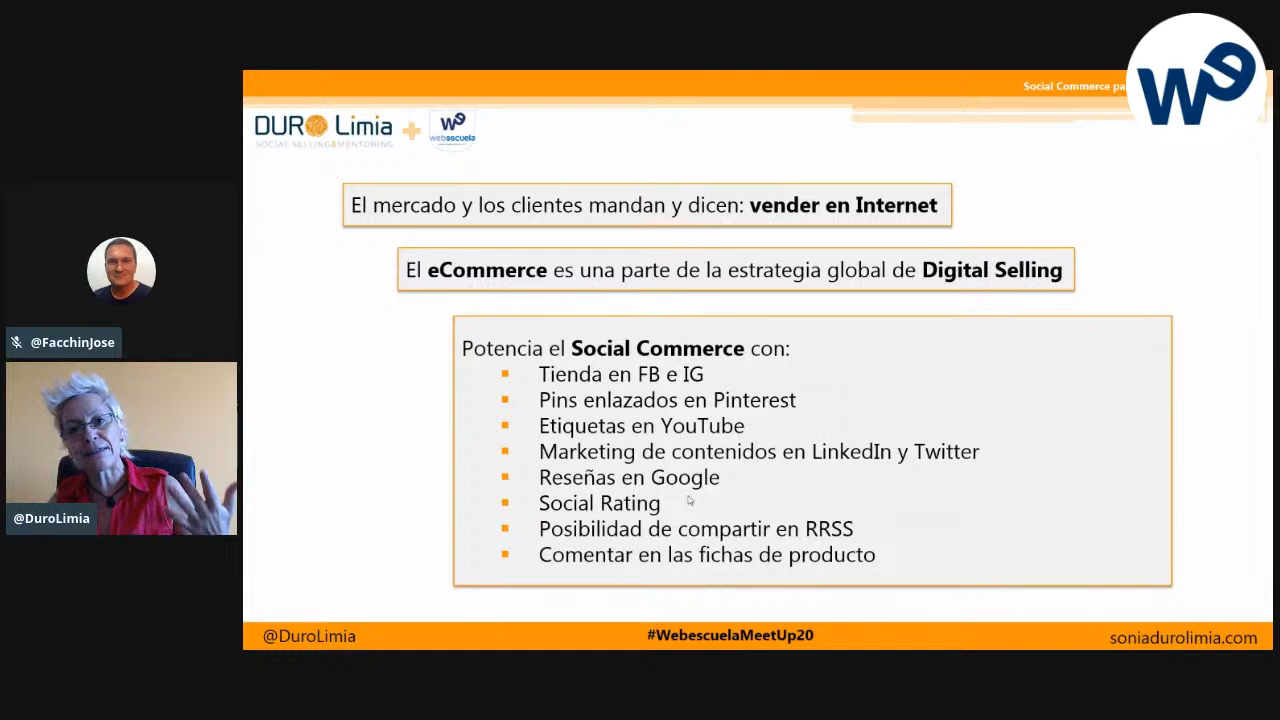 Social Commerce pa
We
DURO Limia
SOCIAL SELLING&MENTORING
We
webescuela
El mercado y los clientes mandan y dicen: vender en Internet
El eCommerce es una parte de la estrategia global de Digital Selling
Potencia el Social Commerce con:
Tienda en FB e IG
Pins enlazados en Pinterest
Etiquetas en YouTube
Marketing de contenidos en LinkedIn y Twitter
Reseñas en Google
Social Rating
Posibilidad de compartir en RRSS
Comentar en las fichas de producto
@FacchinJose
@DuroLimia
@DuroLimia
#WebescuelaMeetUp20
soniadurolimia.com